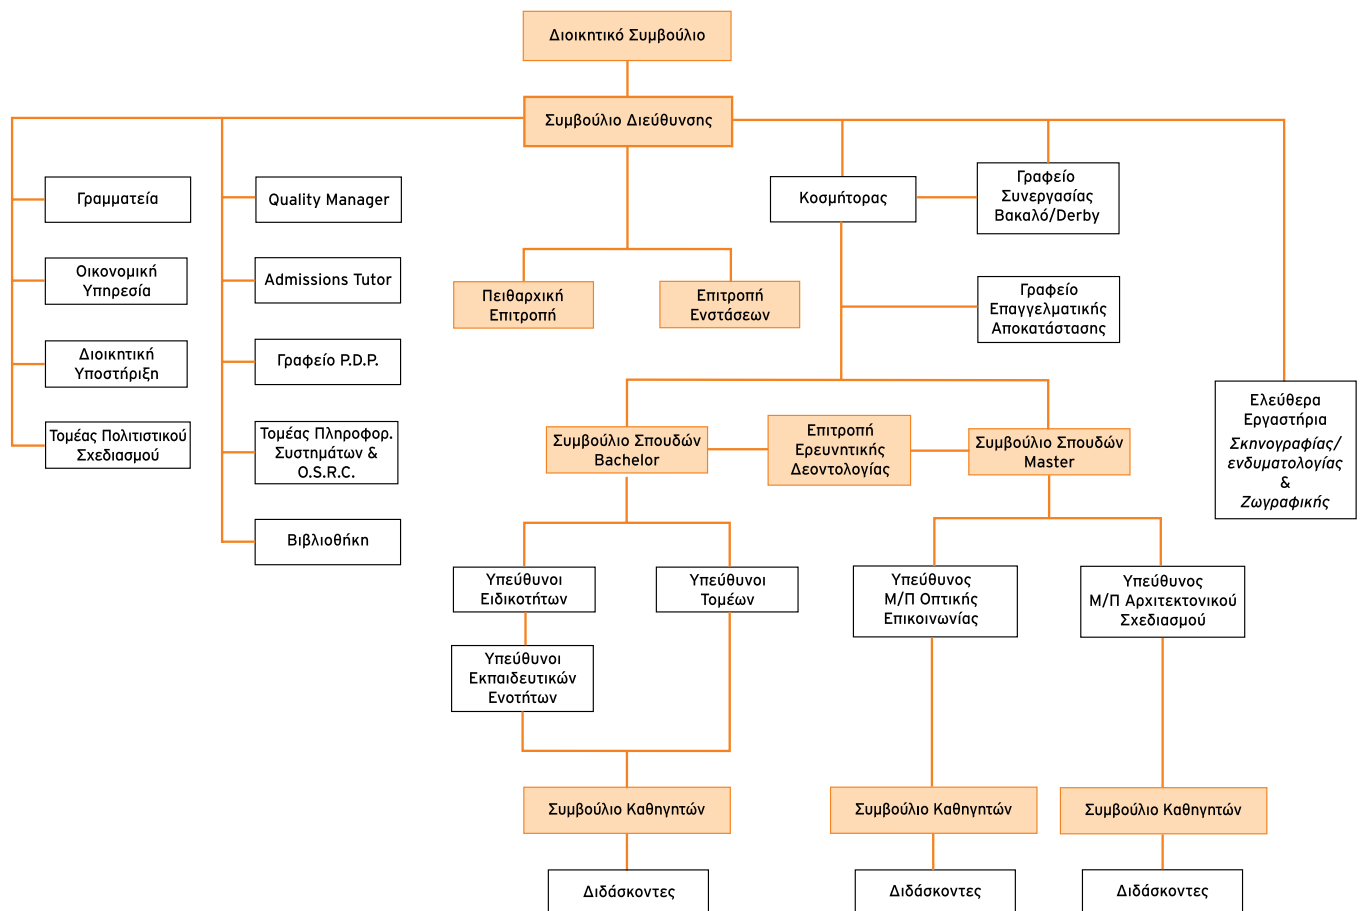 Διοικητικό Συμβούλιο
Συμβούλιο Διεύθυνσης
Γραμματεία
Οικονομική
Υπηρεσία
Διοικητική
Υποστήριξη
Τομέας Πολιτιστικού
Σχεδιασμού
Quality Manager
Admissions Tutor
Γραφείο P.D.P.
Τομέας Πληροφορ.
Συστημάτων &
O.S.R.C.
Βιβλιοθήκη
Πειθαρχική
Επιτροπή
Επιτροπή
Ενστάσεων
Κοσμήτορας
Γραφείο
Συνεργασίας
Βακαλό/Derby
Γραφείο
Επαγγελματικής
Αποκατάστασης
Ελεύθερα
Εργαστήρια
Σκηνογραφίας/
ενδυματολογίας
&
Ζωγραφικής
Συμβούλιο Σπουδών
Bachelor
Επιτροπή
Ερευνητικής
Δεοντολογίας
Συμβούλιο Σπουδών
Master
Υπεύθυνοι
Ειδικοτήτων
Υπεύθυνοι
Τομέων
Υπεύθυνος
Μ/Π Οπτικής
Επικοινωνίας
Υπεύθυνος
Μ/Π Αρχιτεκτονικού
Σχεδιασμού
Υπεύθυνοι
Εκπαιδευτικών
Ενοτήτων
Συμβούλιο Καθηγητών
Συμβούλιο Καθηγητών
Συμβούλιο Καθηγητών
Διδάσκοντες
Διδάσκοντες
Διδάσκοντες